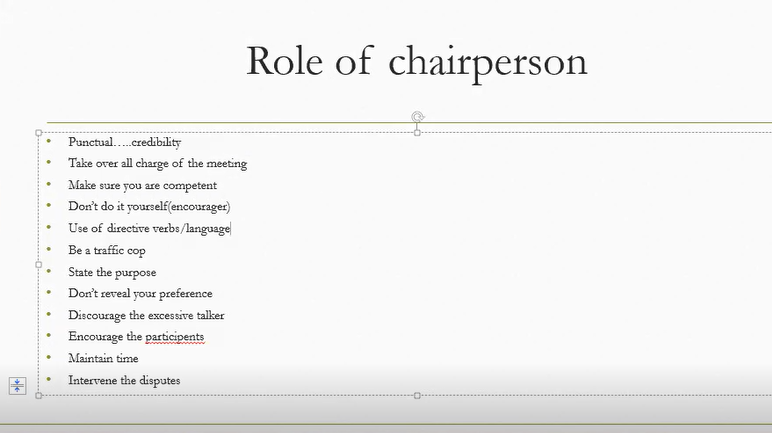 Role of chairperson
Punctual…..credibility
Take over all charge of the meeting
Make sure you are competent
Don’t do it yourself(encourager)
Use of directive verbs/language
Be a traffic cop
State the purpose
Don’t reveal your preference
Discourage the excessive talker
Encourage the participents
Maintain time
Intervene the disputes